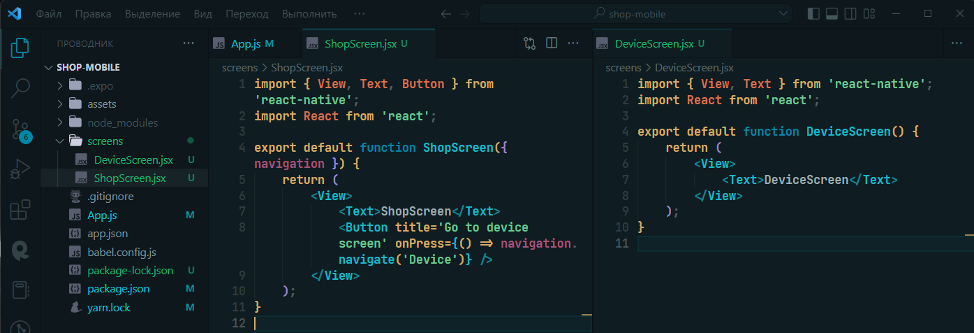 Файл Правка Выделение Вид Переход Выполнить ... shop-mobile
ПРОВОДНИК ...
SHOP-MOBILE
.expo
assets
node_modules
screens
DeviceScreen.jsx U
ShopScreen.jsx U
.gitignore
App.js M
app.json
babel.config.js
package-lock.json U
package.json M
yarn.lock
6
App.js M ShopScreen.jsx U ...
screens > ShopScreen.jsx
1 import { View, Text, Button } from
'react-native';
2 import React from 'react';
3
4 export default function ShopScreen({
navigation }) {
5 return (
6 <View>
7 <Text>ShopScreen</Text>
8 <Button title='Go to device
screen' onPress={() => navigation.
navigate('Device')} />
9 </View>
10 );
11 }
12
DeviceScreen.jsx U ...
screens > DeviceScreen.jsx
1 import { View, Text } from 'react-native';
2 import React from 'react';
3
4 export default function DeviceScreen() {
5 return (
6 <View>
7 <Text>DeviceScreen</Text>
8 </View>
9 );
10 }
11